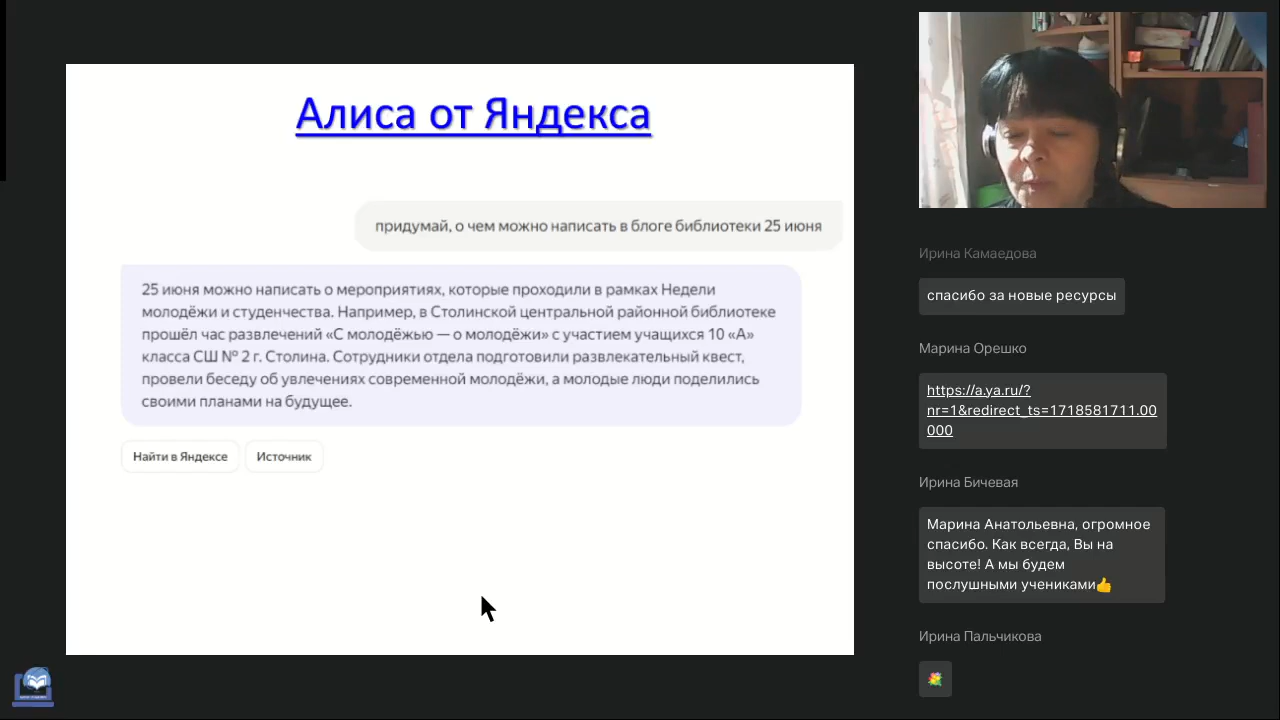 Алиса от Яндекса
придумай, о чем можно написать в блоге библиотеки 25 июня
25 июня можно написать о мероприятиях, которые проходили в рамках Недели
молодёжи и студенчества. Например, в Столинской центральной районной библиотеке
прошёл час развлечений «С молодёжью — о молодёжи» с участием учащихся 10 «А»
класса СШ № 2 г. Столина. Сотрудники отдела подготовили развлекательный квест,
провели беседу об увлечениях современной молодёжи, а молодые люди поделились
своими планами на будущее.
Найти в Яндексе
Источник
Ирина Камаедова
спасибо за новые ресурсы
Марина Орешко
https://a.ya.ru/?
nr=1&redirect_ts=1718581711.00
000
Ирина Бичевая
Марина Анатольевна, огромное
спасибо. Как всегда, Вы на
высоте! А мы будем
послушными учениками👍
Ирина Пальчикова